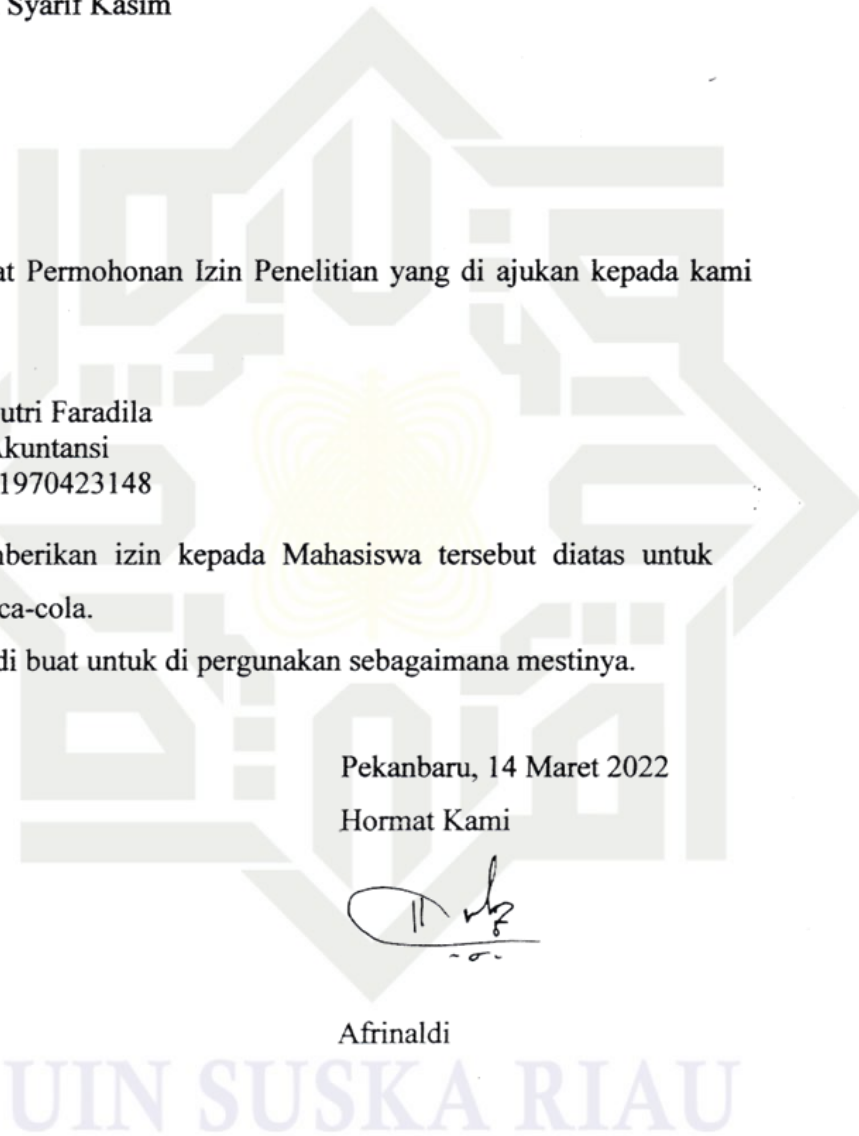 Syarif Kasim
at Permohonan Izin Penelitian yang di ajukan kepada kami
utri Faradila
Akuntansi
1970423148
nberikan izin kepada Mahasiswa tersebut diatas untuk
ca-cola.
di buat untuk di pergunakan sebagaimana mestinya.
Pekanbaru, 14 Maret 2022
Hormat Kami
Afrinaldi
UIN SUSKA RIAU